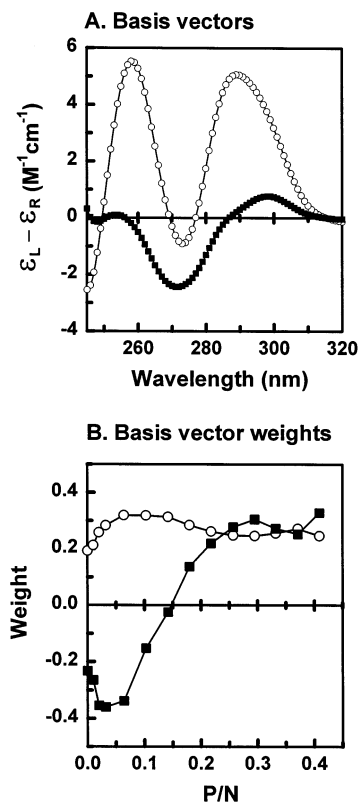 A. Basis vectors
6
4
2
0
-2
-4
εL – εR (M⁻¹cm⁻¹)
260 280 300 320
Wavelength (nm)
B. Basis vector weights
0.4
0.2
0.0
-0.2
-0.4
Weight
0.0 0.1 0.2 0.3 0.4
P/N